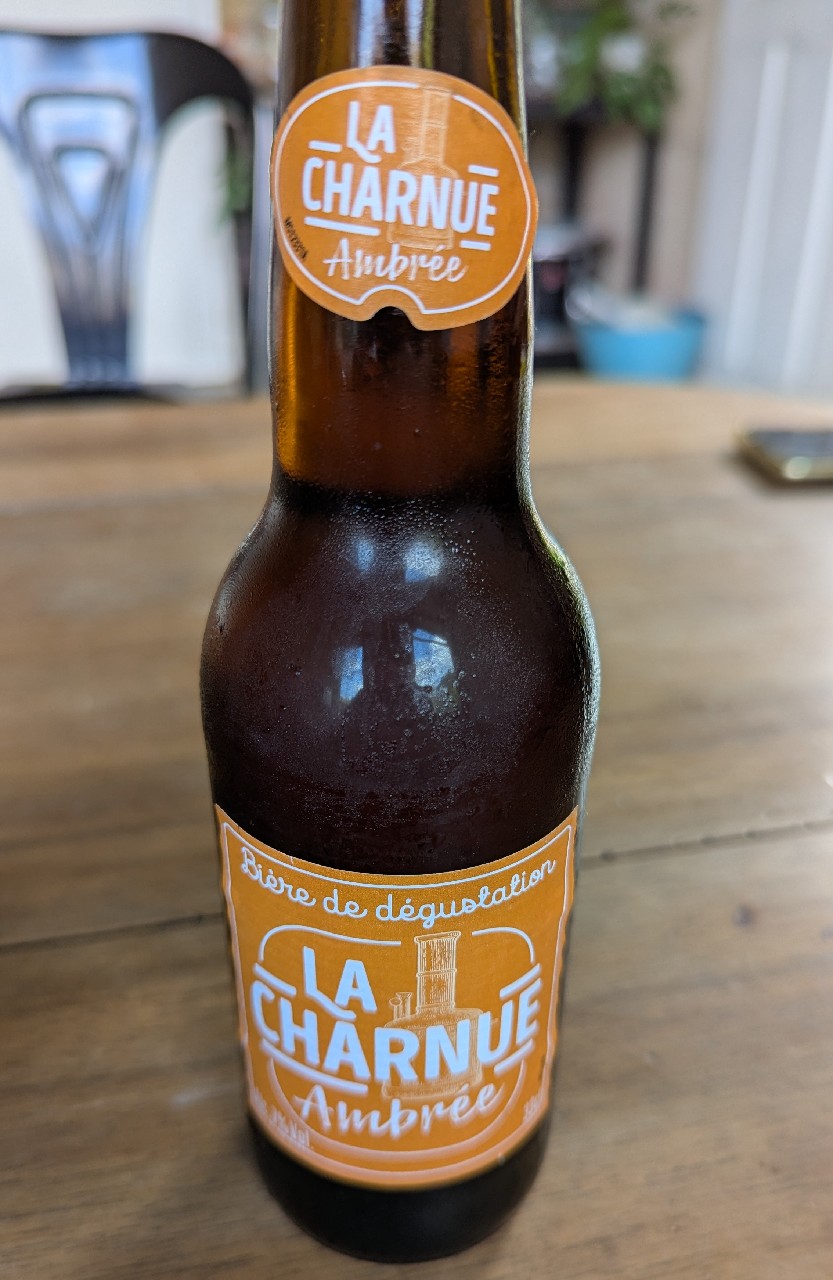 LA
CHARNUE
Ambrée
Bière de dégustation
LA
CHARNUE
Ambrée